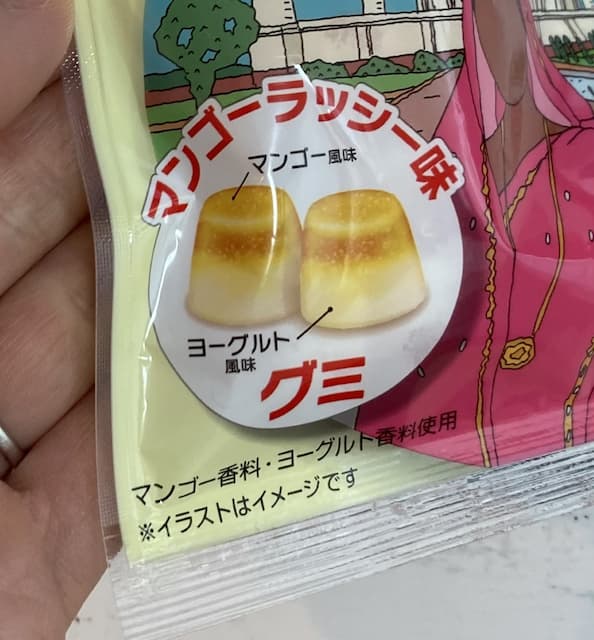 マンゴーラッシー味
マンゴー風味
ヨーグルト
風味
グミ
マンゴー香料・ヨーグルト香料使用
※イラストはイメージです